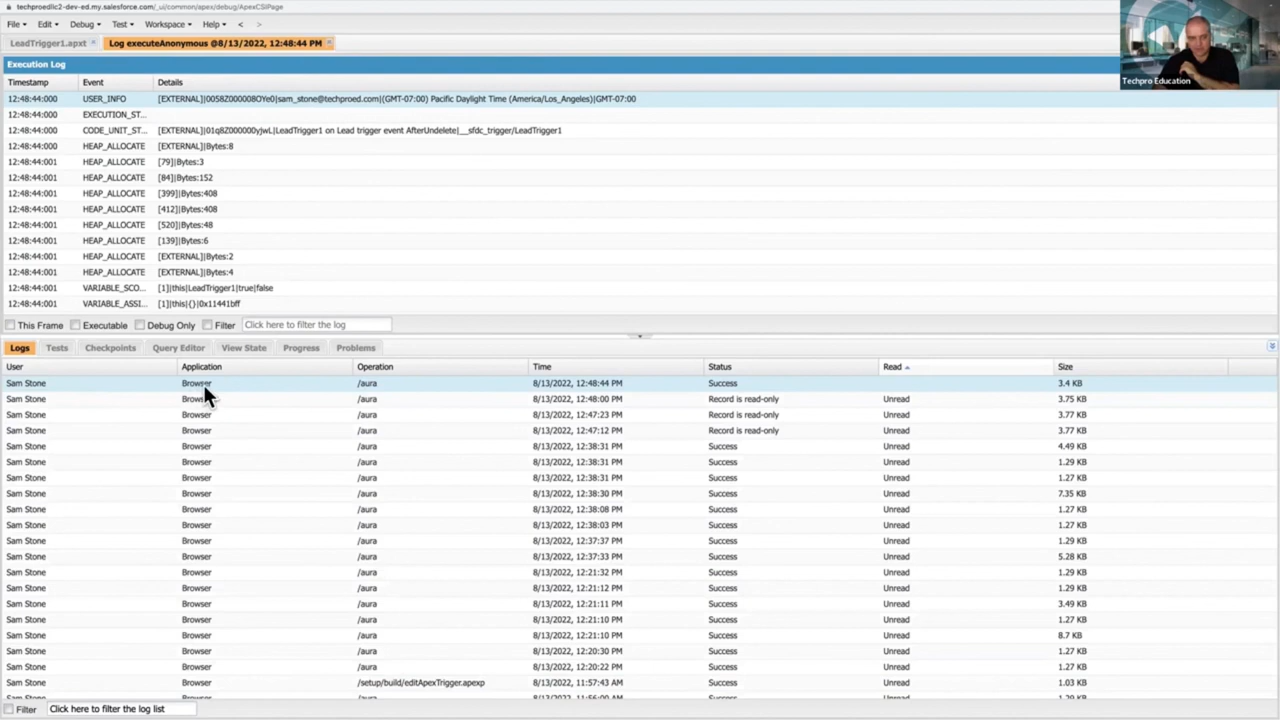 techproedllc2-dev-ed.my.salesforce.com/_ui/common/apex/debug/ApexCSIPage
File Edit Debug Test Workspace Help < >
LeadTrigger1.apxt Log executeAnonymous @8/13/2022, 12:48:44 PM
Techpro Education
Execution Log
Timestamp Event Details
12:48:44:000 USER_INFO [EXTERNAL]|0058Z000008OYe0|sam_stone@techproed.com|(GMT-07:00) Pacific Daylight Time (America/Los_Angeles)|GMT-07:00
12:48:44:000 EXECUTION_ST...
12:48:44:000 CODE_UNIT_ST... [EXTERNAL]|01q8Z000000yjwL|LeadTrigger1 on Lead trigger event AfterUndelete|__sfdc_trigger/LeadTrigger1
12:48:44:000 HEAP_ALLOCATE [EXTERNAL]|Bytes:8
12:48:44:001 HEAP_ALLOCATE [79]|Bytes:3
12:48:44:001 HEAP_ALLOCATE [84]|Bytes:152
12:48:44:001 HEAP_ALLOCATE [399]|Bytes:408
12:48:44:001 HEAP_ALLOCATE [412]|Bytes:408
12:48:44:001 HEAP_ALLOCATE [520]|Bytes:48
12:48:44:001 HEAP_ALLOCATE [139]|Bytes:6
12:48:44:001 HEAP_ALLOCATE [EXTERNAL]|Bytes:2
12:48:44:001 HEAP_ALLOCATE [EXTERNAL]|Bytes:4
12:48:44:001 VARIABLE_SCO... [1]|this|LeadTrigger1|true|false
12:48:44:001 VARIABLE_ASSI... [1]|this|{}|0x11441bff
This Frame Executable Debug Only Filter Click here to filter the log
Logs Tests Checkpoints Query Editor View State Progress Problems
User Application Operation Time Status Read Size
Sam Stone Browser /aura 8/13/2022, 12:48:44 PM Success 3.4 KB
Sam Stone Browser /aura 8/13/2022, 12:48:00 PM Record is read-only Unread 3.75 KB
Sam Stone Browser /aura 8/13/2022, 12:47:23 PM Record is read-only Unread 3.77 KB
Sam Stone Browser /aura 8/13/2022, 12:47:12 PM Record is read-only Unread 3.77 KB
Sam Stone Browser /aura 8/13/2022, 12:38:31 PM Success Unread 4.49 KB
Sam Stone Browser /aura 8/13/2022, 12:38:31 PM Success Unread 1.29 KB
Sam Stone Browser /aura 8/13/2022, 12:38:31 PM Success Unread 1.27 KB
Sam Stone Browser /aura 8/13/2022, 12:38:30 PM Success Unread 7.35 KB
Sam Stone Browser /aura 8/13/2022, 12:38:08 PM Success Unread 1.27 KB
Sam Stone Browser /aura 8/13/2022, 12:38:03 PM Success Unread 1.27 KB
Sam Stone Browser /aura 8/13/2022, 12:37:37 PM Success Unread 1.29 KB
Sam Stone Browser /aura 8/13/2022, 12:37:33 PM Success Unread 5.28 KB
Sam Stone Browser /aura 8/13/2022, 12:21:32 PM Success Unread 1.29 KB
Sam Stone Browser /aura 8/13/2022, 12:21:12 PM Success Unread 1.27 KB
Sam Stone Browser /aura 8/13/2022, 12:21:11 PM Success Unread 3.49 KB
Sam Stone Browser /aura 8/13/2022, 12:21:10 PM Success Unread 1.27 KB
Sam Stone Browser /aura 8/13/2022, 12:21:10 PM Success Unread 8.7 KB
Sam Stone Browser /aura 8/13/2022, 12:20:30 PM Success Unread 1.27 KB
Sam Stone Browser /aura 8/13/2022, 12:20:22 PM Success Unread 1.27 KB
Sam Stone Browser /setup/build/editApexTrigger.apexp 8/13/2022, 11:57:43 AM Success Unread 1.03 KB
Sam Stone Browser /aura 8/13/2022, 11:56:00 AM Success Unread 1.29 KB
Filter Click here to filter the log list